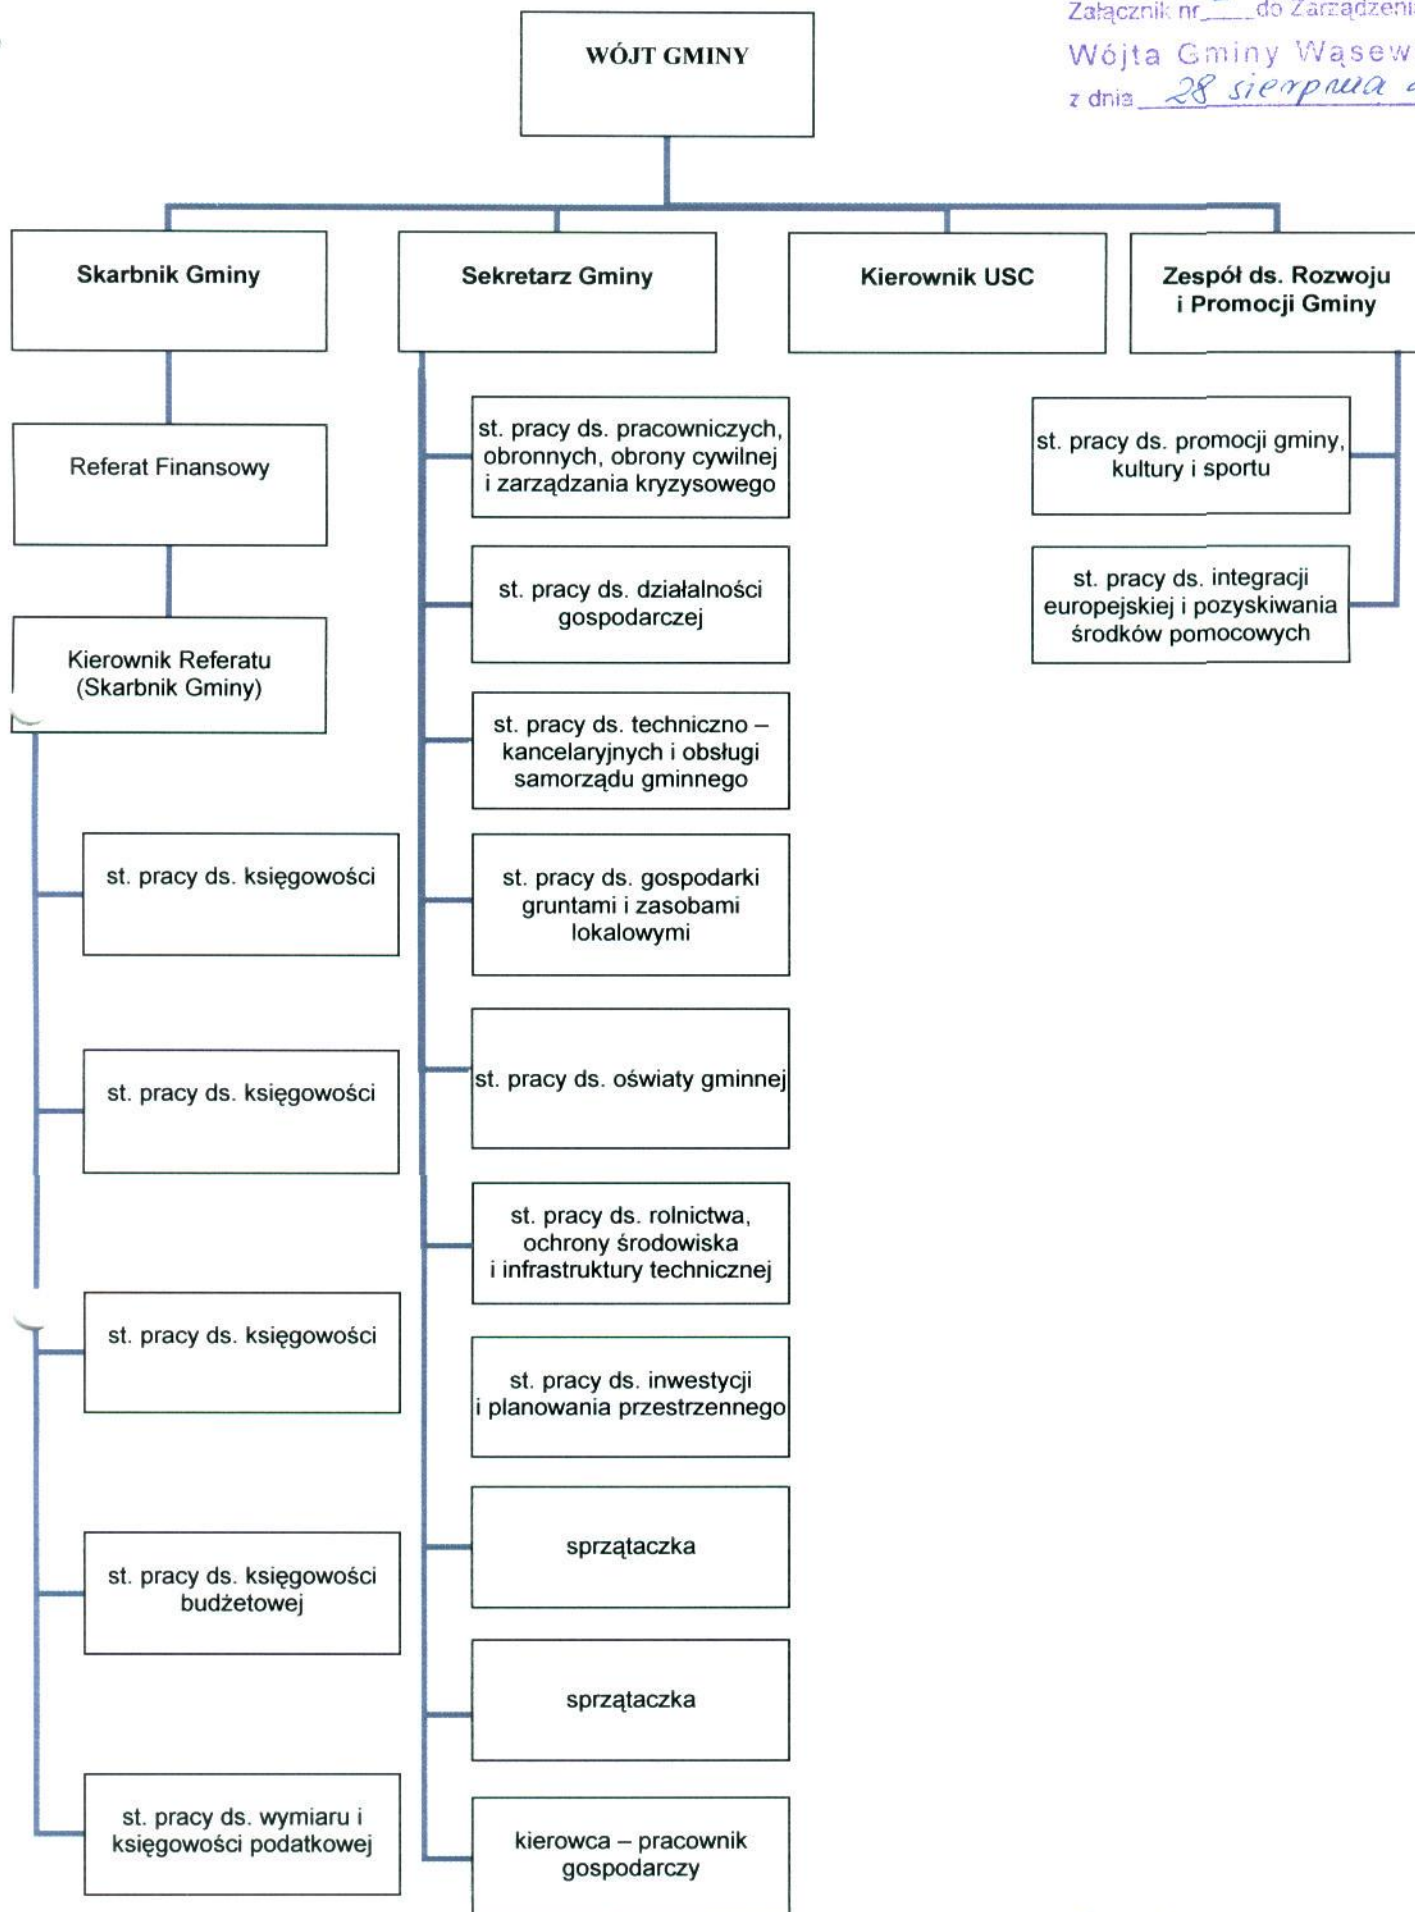 Załącznik nr do Zarządzenia
Wójta Gminy Wąsew
z dnia 28 sierpnia
WÓJT GMINY
Skarbnik Gminy
Sekretarz Gminy
Kierownik USC
Zespół ds. Rozwoju
i Promocji Gminy
Referat Finansowy
Kierownik Referatu
(Skarbnik Gminy)
st. pracy ds. księgowości
st. pracy ds. księgowości
st. pracy ds. księgowości
st. pracy ds. księgowości
budżetowej
st. pracy ds. wymiaru i
księgowości podatkowej
st. pracy ds. pracowniczych,
obronnych, obrony cywilnej
i zarządzania kryzysowego
st. pracy ds. działalności
gospodarczej
st. pracy ds. techniczno –
kancelaryjnych i obsługi
samorządu gminnego
st. pracy ds. gospodarki
gruntami i zasobami
lokalowymi
st. pracy ds. oświaty gminnej
st. pracy ds. rolnictwa,
ochrony środowiska
i infrastruktury technicznej
st. pracy ds. inwestycji
i planowania przestrzennego
sprzątaczka
sprzątaczka
kierowca – pracownik
gospodarczy
st. pracy ds. promocji gminy,
kultury i sportu
st. pracy ds. integracji
europejskiej i pozyskiwania
środków pomocowych